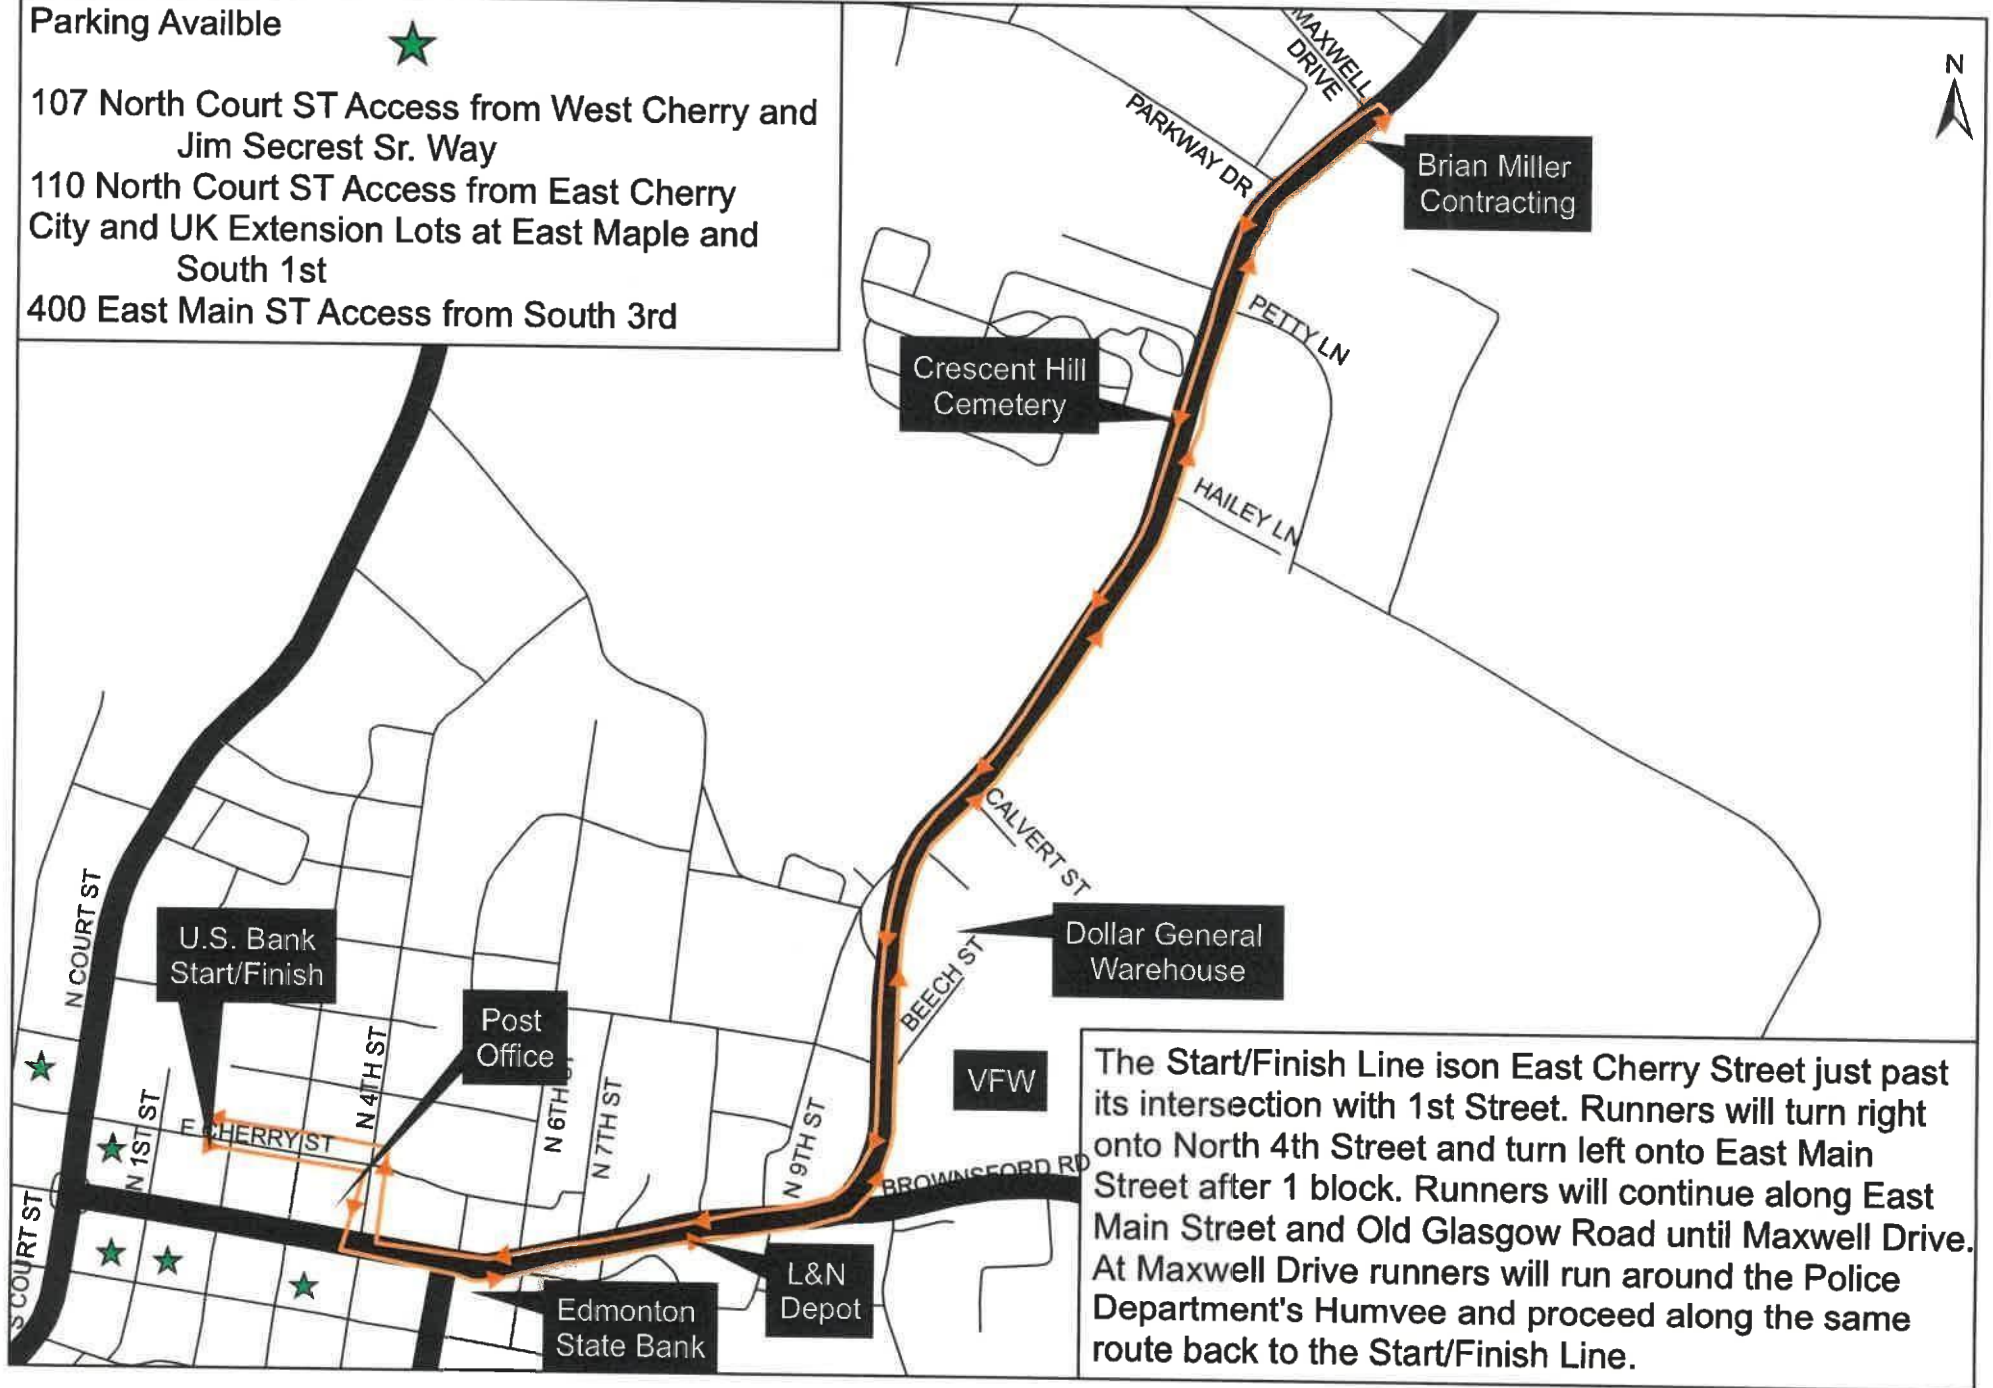 Parking Availble
107 North Court ST Access from West Cherry and
Jim Secrest Sr. Way
110 North Court ST Access from East Cherry
City and UK Extension Lots at East Maple and
South 1st
400 East Main ST Access from South 3rd
MAXWELL
DRIVE
N
PARKWAY DR
Brian Miller
Contracting
PETTY LN
Crescent Hill
Cemetery
HAILEY LN
CALVERT ST
N COURT ST
U.S. Bank
Start/Finish
Dollar General
Warehouse
BEECH ST
Post
Office
N 4TH ST
VFW
N 1ST ST
E CHERRY ST
N 6TH ST
N 7TH ST
N 9TH ST
BROWNSFORD RD
S COURT ST
L&N
Depot
Edmonton
State Bank
The Start/Finish Line ison East Cherry Street just past
its intersection with 1st Street. Runners will turn right
onto North 4th Street and turn left onto East Main
Street after 1 block. Runners will continue along East
Main Street and Old Glasgow Road until Maxwell Drive.
At Maxwell Drive runners will run around the Police
Department's Humvee and proceed along the same
route back to the Start/Finish Line.